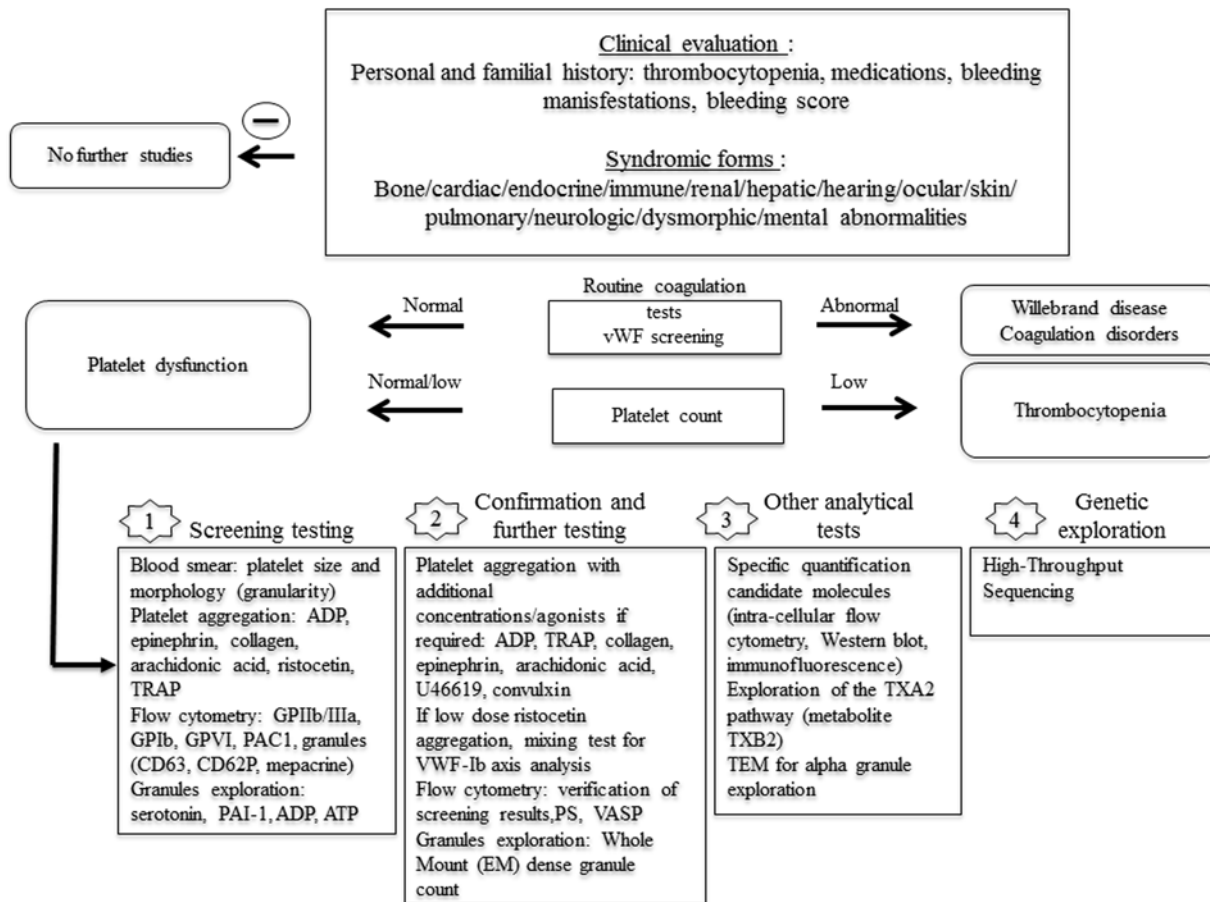 Clinical evaluation :
Personal and familial history: thrombocytopenia, medications, bleeding
manisfestations, bleeding score
Syndromic forms :
Bone/cardiac/endocrine/immune/renal/hepatic/hearing/ocular/skin/
pulmonary/neurologic/dysmorphic/mental abnormalities
No further studies
Routine coagulation
tests
vWF screening
Normal
Abnormal
Willebrand disease
Coagulation disorders
Platelet dysfunction
Normal/low
Platelet count
Low
Thrombocytopenia
1
Screening testing
Blood smear: platelet size and
morphology (granularity)
Platelet aggregation: ADP,
epinephrin, collagen,
arachidonic acid, ristocetin,
TRAP
Flow cytometry: GPIIb/IIIa,
GPIb, GPVI, PAC1, granules
(CD63, CD62P, mepacrine)
Granules exploration:
serotonin, PAI-1, ADP, ATP
2
Confirmation and
further testing
Platelet aggregation with
additional
concentrations/agonists if
required: ADP, TRAP, collagen,
epinephrin, arachidonic acid,
U46619, convulxin
If low dose ristocetin
aggregation, mixing test for
VWF-Ib axis analysis
Flow cytometry: verification of
screening results,PS, VASP
Granules exploration: Whole
Mount (EM) dense granule
count
3
Other analytical
tests
Specific quantification
candidate molecules
(intra-cellular flow
cytometry, Western blot,
immunofluorescence)
Exploration of the TXA2
pathway (metabolite
TXB2)
TEM for alpha granule
exploration
4
Genetic
exploration
High-Throughput
Sequencing